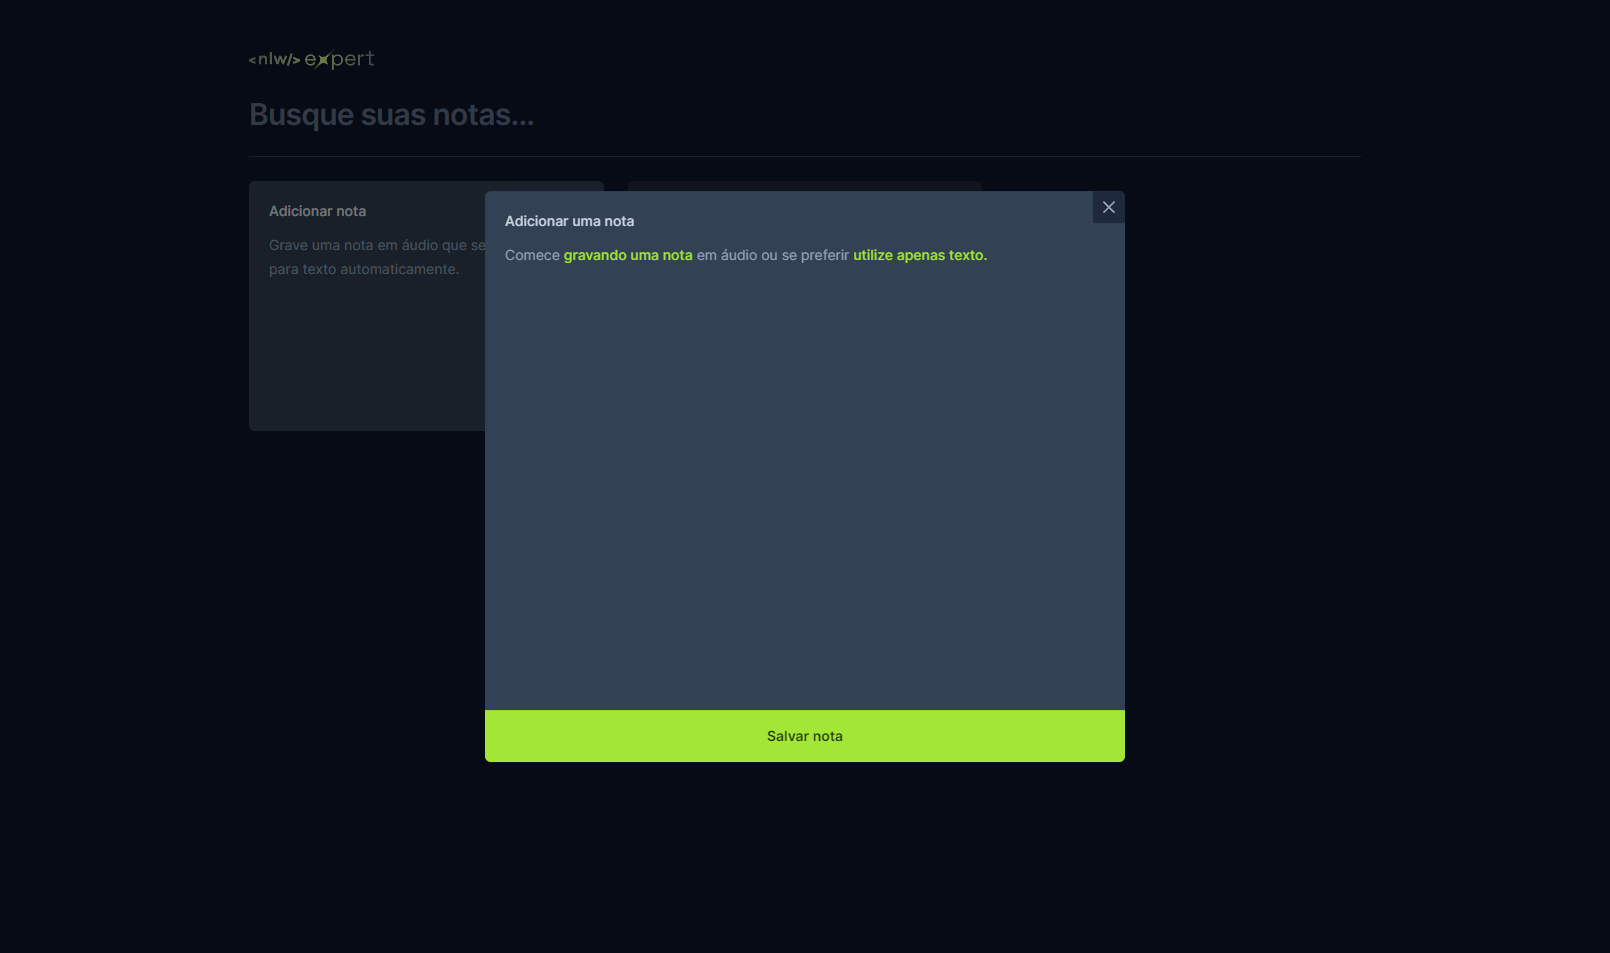 <nlw/> expert
Busque suas notas...
Adicionar nota
Grave uma nota em áudio que se
para texto automaticamente.
Adicionar uma nota
Comece gravando uma nota em áudio ou se preferir utilize apenas texto.
Salvar nota